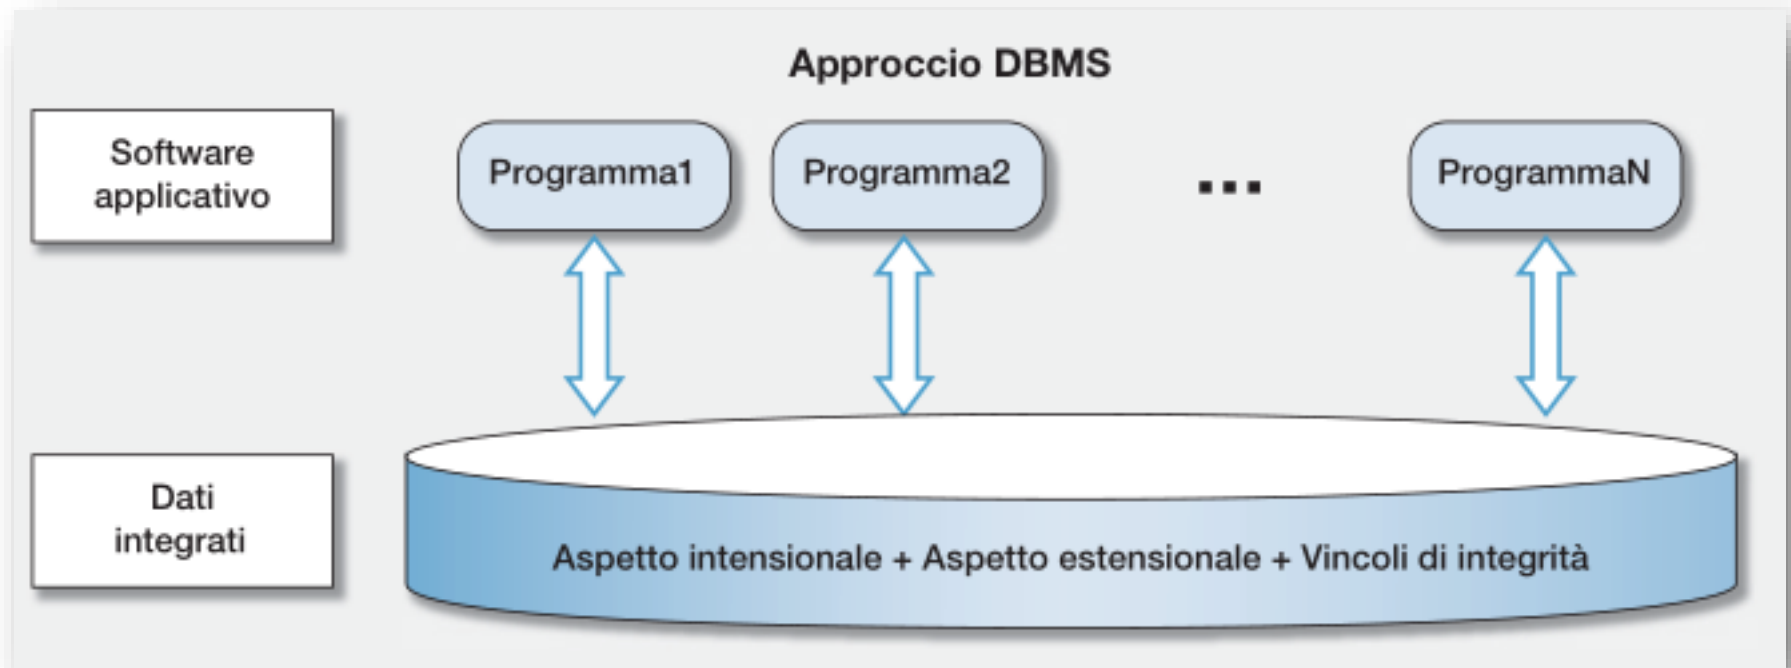 Approccio DBMS
Software
applicativo
Programma1
Programma2
...
ProgrammaN
Dati
integrati
Aspetto intensionale + Aspetto estensionale + Vincoli di integrità